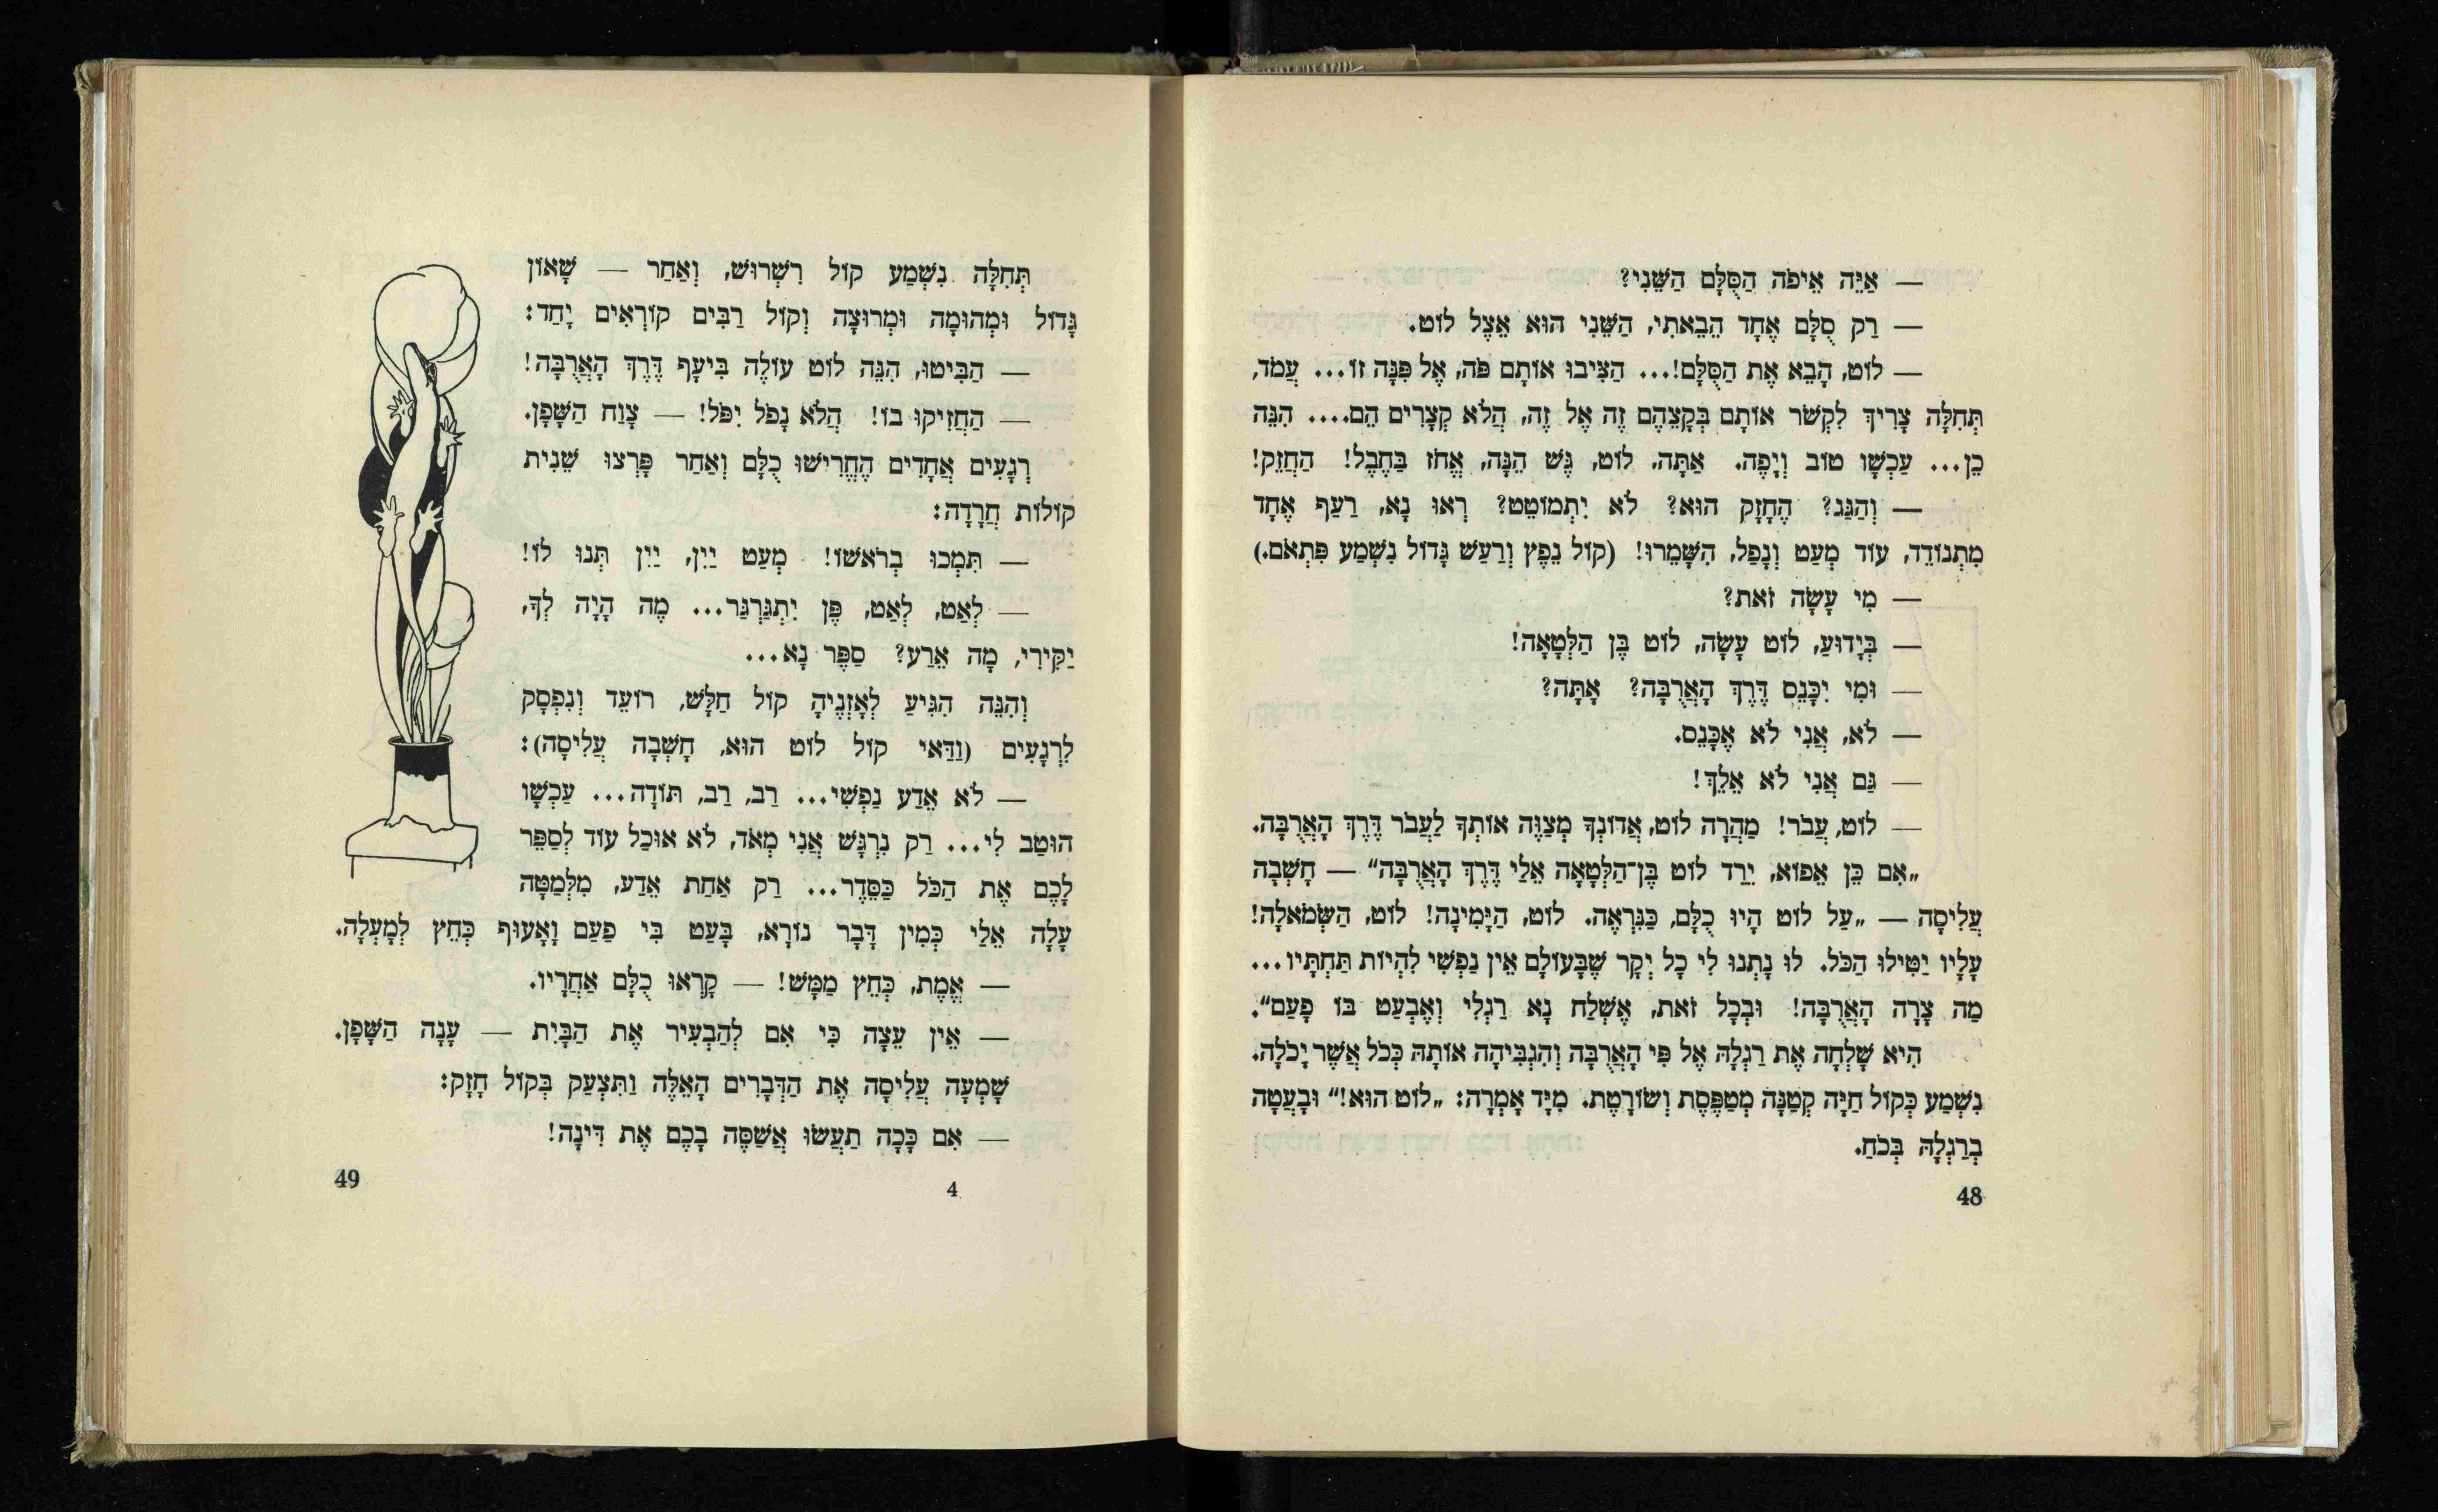 — אַיֵּה אֵיפֹה הַסֻּלָּם הַשֵּׁנִי?
— רַק סֻלָּם אֶחָד הֵבֵאתִי, הַשֵּׁנִי הוּא אֵצֶל לוֹט.
— לוֹט, הָבֵא אֶת הַסֻּלָּם!... הַצִּיבוּ אוֹתָם פֹּה, אֶל פִּנָּה זוֹ... עֲמֹד,
תְּחִלָּה צָרִיךְ לִקְשֹׁר אוֹתָם בְּקָצֵהֶם זֶה אֶל זֶה, הֲלֹא קְצָרִים הֵם.... הִנֵּה
כֵן... עַכְשָׁו טוֹב וְיָפֶה. אַתָּה, לוֹט, גֶּשׁ הֵנָּה, אֱחֹז בַּחֶבֶל! הַחֲזֵק!
— וְהַגַּג? הֶחָזָק הוּא? לֹא יִתְמוֹטֵט? רְאוּ נָא, רַעַף אֶחָד
מִתְנוֹדֵד, עוֹד מְעַט וְנָפַל, הִשָּׁמֵרוּ! (קוֹל נֵפֶץ וְרַעַשׁ גָּדוֹל נִשְׁמַע פִּתְאֹם.)
— מִי עָשָׂה זֹאת?
— בְּיָדוּעַ, לוֹט עָשָׂה, לוֹט בֶּן הַלְּטָאָה!
— וּמִי יִכָּנֵס דֶּרֶךְ הָאֲרֻבָּה? אַתָּה?
— לֹא, אֲנִי לֹא אֶכָּנֵס.
— גַּם אֲנִי לֹא אֵלֵךְ!
— לוֹט, עֲבֹר! מַהֲרָה לוֹט, אֲדוֹנְךָ מְצַוֶּה אוֹתְךָ לַעֲבֹר דֶּרֶךְ הָאֲרֻבָּה.
„אִם כֵּן אֵפוֹא, יֵרֵד לוֹט בֶּן־הַלְּטָאָה אֵלַי דֶּרֶךְ הָאֲרֻבָּה“ — חָשְׁבָה
עֲלִיסָה — „עַל לוֹט הָיוּ כֻלָּם, כַּנִּרְאֶה. לוֹט, הַיָּמִינָה! לוֹט, הַשְּׂמֹאלָה!
עָלָיו יַטִּילוּ הַכֹּל. לוּ נָתְנוּ לִי כָל יְקָר שֶׁבָּעוֹלָם אֵין נַפְשִׁי לִהְיוֹת תַּחְתָּיו...
מַה צָּרָה הָאֲרֻבָּה! וּבְכָל זֹאת, אֶשְׁלַח נָא רַגְלִי וְאֶבְעַט בּוֹ פָּעַם“.
הִיא שָׁלְחָה אֶת רַגְלָהּ אֶל פִּי הָאֲרֻבָּה וְהִגְבִּיהָה אוֹתָהּ כְּכֹל אֲשֶׁר יָכֹלָה.
נִשְׁמַע כְּקוֹל חַיָּה קְטַנָּה מְטַפֶּסֶת וְשׂוֹרָטֶת. מִיָּד אָמְרָה: „לוֹט הוּא!“ וּבָעֲטָה
בְרַגְלָהּ בְּכֹחַ.
48
תְּחִלָּה נִשְׁמַע קוֹל רִשְׁרוּשׁ, וְאַחַר — שָׁאוֹן
גָּדוֹל וּמְהוּמָה וּמְרוּצָה וְקוֹל רַבִּים קוֹרְאִים יָחַד:
— הַבִּיטוּ, הִנֵּה לוֹט עוֹלֶה בִּיעָף דֶּרֶךְ הָאֲרֻבָּה!
— הַחֲזִיקוּ בוֹ! הֲלֹא נָפֹל יִפֹּל! — צָוַח הַשָּׁפָן.
רְגָעִים אֲחָדִים הֶחֱרִישׁוּ כֻלָּם וְאַחַר פָּרְצוּ שֵׁנִית
קוֹלוֹת חֲרָדָה:
— תִּמְכוּ בְרֹאשׁוֹ! מְעַט יַיִן, יַיִן תְּנוּ לוֹ!
— לְאַט, לְאַט, פֶּן יִתְגַּרְגַּר... מֶה הָיָה לְךָ,
יַקִּירִי, מָה אֵרַע? סַפֶּר נָא...
וְהִנֵּה הִגִּיעַ לְאָזְנֶיהָ קוֹל חַלָּשׁ, רוֹעֵד וְנִפְסָק
לִרְגָעִים (וַדַּאי קוֹל לוֹט הוּא, חָשְׁבָה עֲלִיסָה):
— לֹא אֵדַע נַפְשִׁי... רַב, רַב, תּוֹדָה... עַכְשָׁו
הוּטַב לִי... רַק נִרְגָּשׁ אֲנִי מְאֹד, לֹא אוּכַל עוֹד לְסַפֵּר
לָכֶם אֶת הַכֹּל כַּסֵּדֶר... רַק אַחַת אֵדַע, מִלְּמַטָּה
עָלָה אֵלַי כְּמִין דָּבָר נוֹרָא, בָּעַט בִּי פַעַם וָאָעוּף כְּחֵץ לְמָעְלָה.
— אֱמֶת, כְּחֵץ מַמָּשׁ! — קָרְאוּ כֻלָּם אַחֲרָיו.
— אֵין עֵצָה כִּי אִם לְהַבְעִיר אֶת הַבָּיִת — עָנָה הַשָּׁפָן.
שָׁמְעָה עֲלִיסָה אֶת הַדְּבָרִים הָאֵלֶּה וַתִּצְעַק בְּקוֹל חָזָק:
— אִם כָּכָה תַעֲשׂוּ אֲשַׁסֶּה בָכֶם אֶת דִּינָה!
4
49